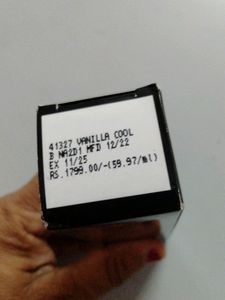 41327 VANILLA COOL
B NA2D1 MFD 12/22
EX 11/25
RS.1799.00/-(59.97/ml)